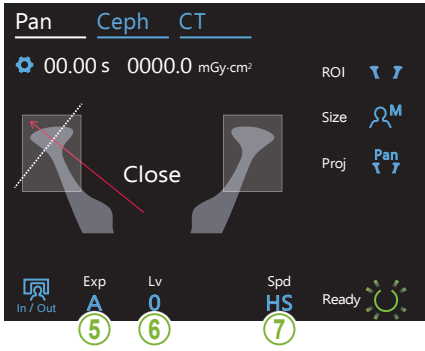 Pan Ceph CT
00.00 s 0000.0 mGy·cm²
ROI
Size M
Close
Proj Pan
Exp Lv Spd
In / Out A 0 HS Ready
5 6 7